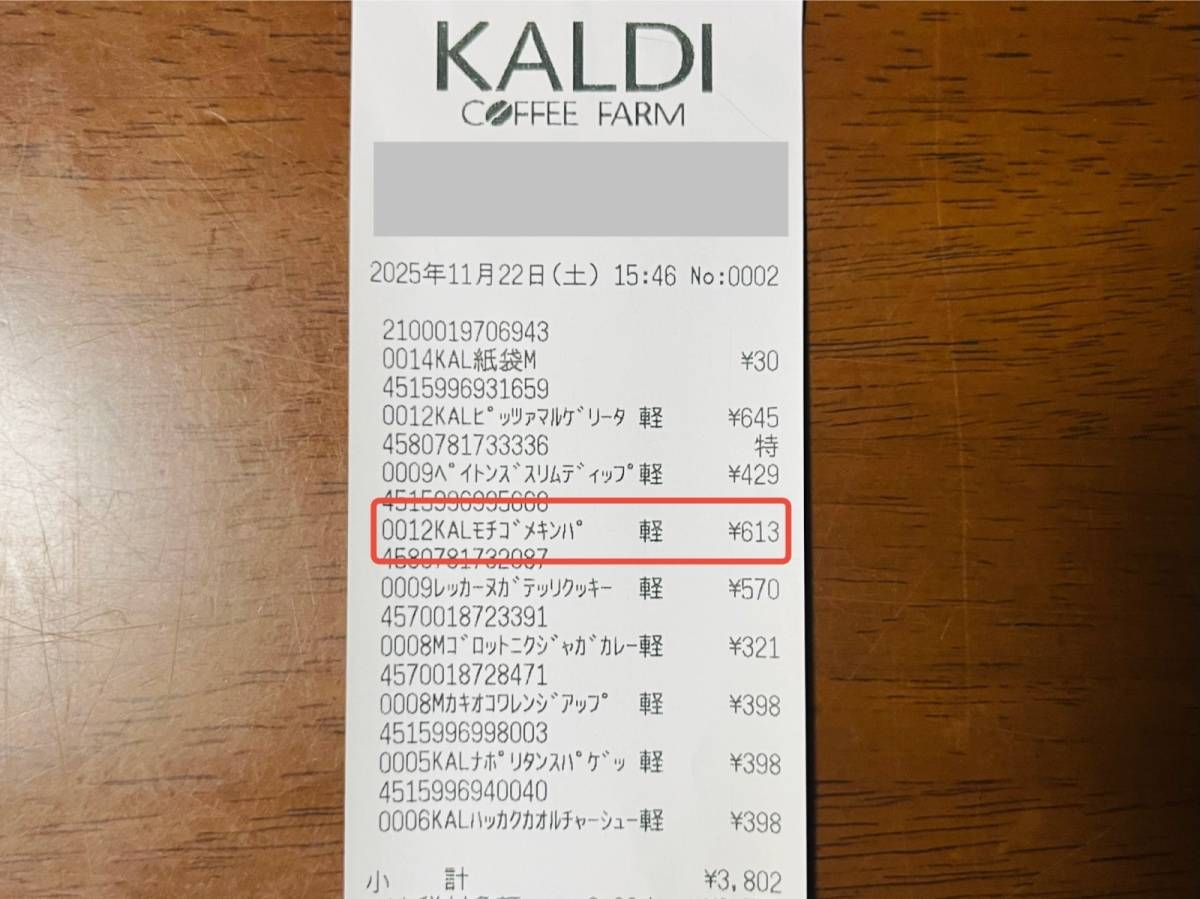 KALDI
COFFEE FARM
2025年11月22日(土) 15:46 No:0002
2100019706943
0014KAL紙袋M ¥30
4515996931659
0012KALﾋﾟｯﾂｧﾏﾙｹﾞﾘｰﾀ 軽 ¥645
4580781733336 特
0009ﾍﾟｲﾄﾝｽﾞｽﾘﾑﾃﾞｨｯﾌﾟ軽 ¥429
4515996995668
0012KALﾓﾁｺﾞﾒｷﾝﾊﾟ 軽 ¥613
4580781732087
0009ﾚｯｶｰﾇｶﾞﾃｯﾘｸｯｷｰ 軽 ¥570
4570018723391
0008Mｺﾞﾛｯﾄﾆｸｼﾞｬｶﾞｶﾚｰ軽 ¥321
4570018728471
0008Mｶｷｵｺﾜﾚﾝｼﾞｱｯﾌﾟ 軽 ¥398
4515996998003
0005KALﾅﾎﾟﾘﾀﾝｽﾊﾟｹﾞｯ 軽 ¥398
4515996940040
0006KALﾊｯｶｸｶｵﾙﾁｬｰｼｭｰ軽 ¥398
小 計 ¥3,802